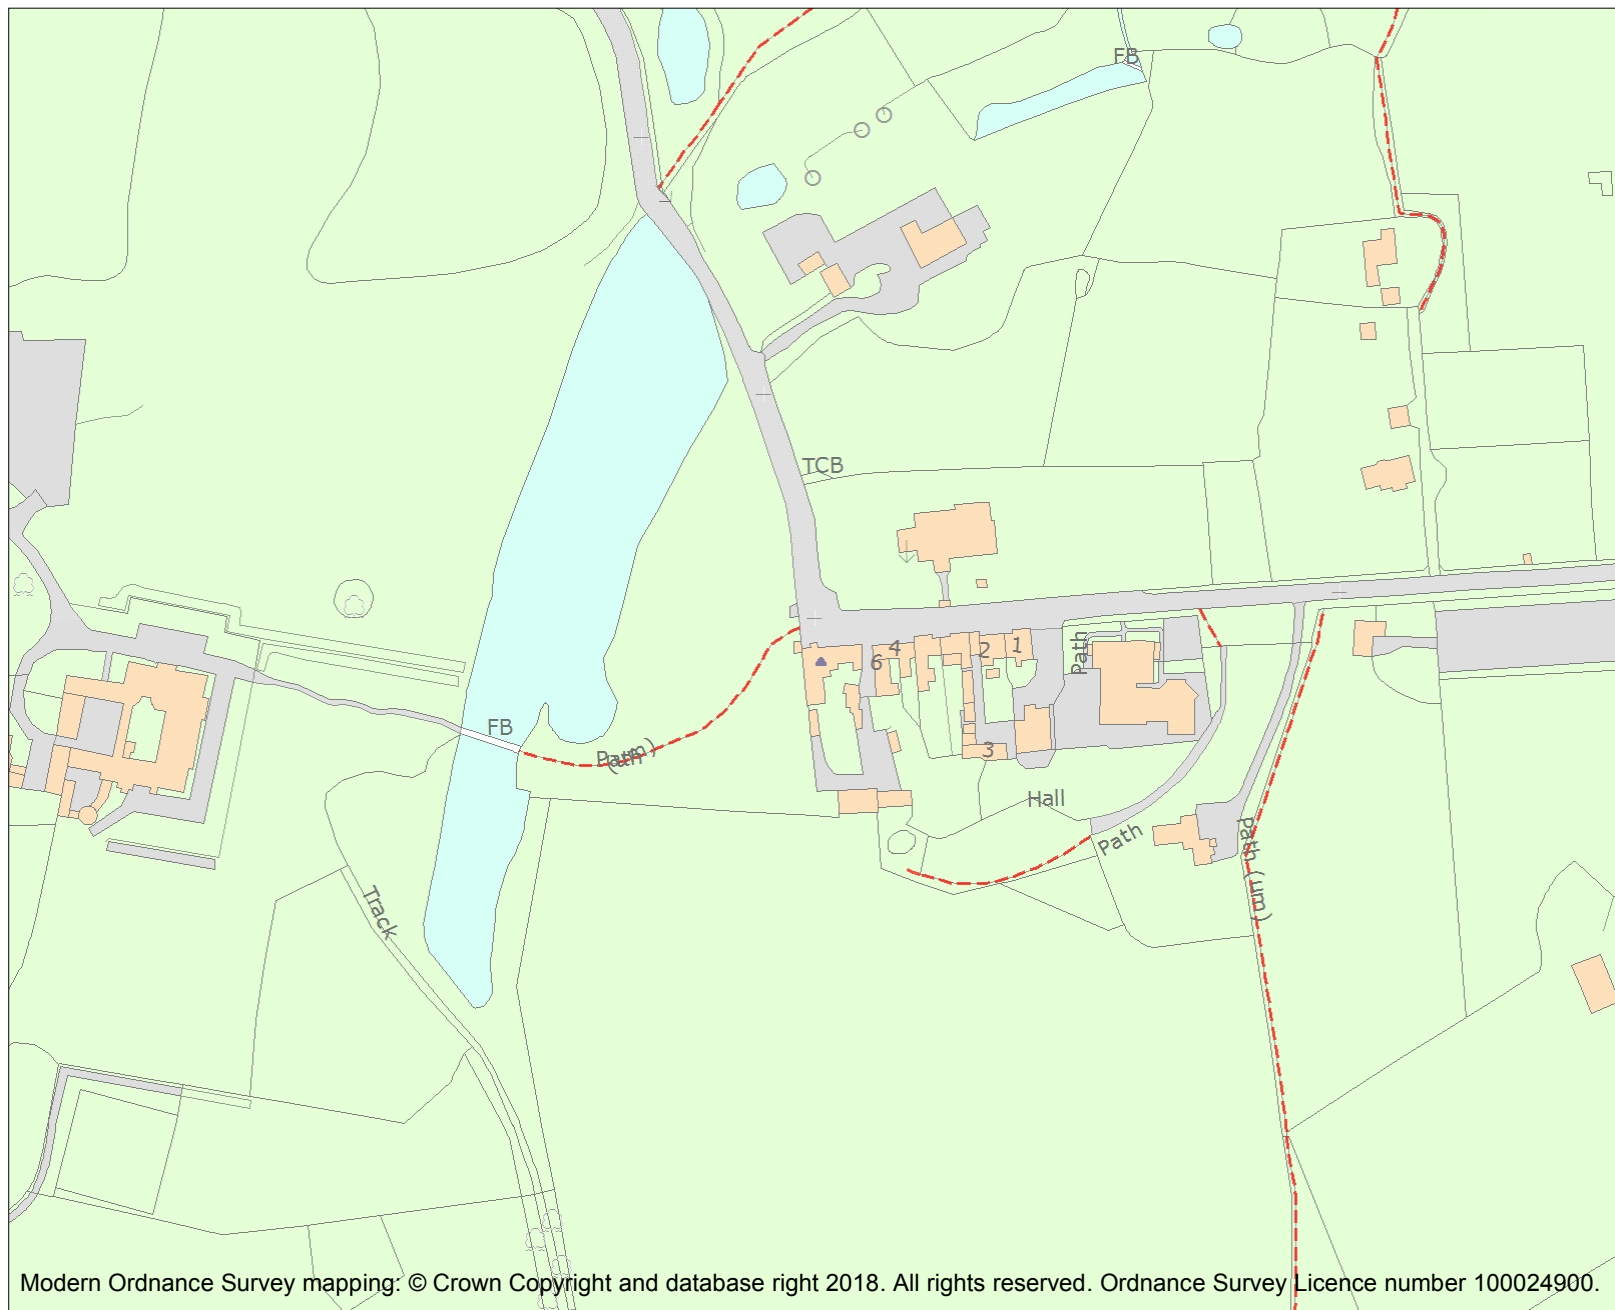 FB
TCB
4
6
2
1
Path
3
FB
Path
(um)
Hall
Path
Path (um)
Track
Modern Ordnance Survey mapping: © Crown Copyright and database right 2018. All rights reserved. Ordnance Survey Licence number 100024900.